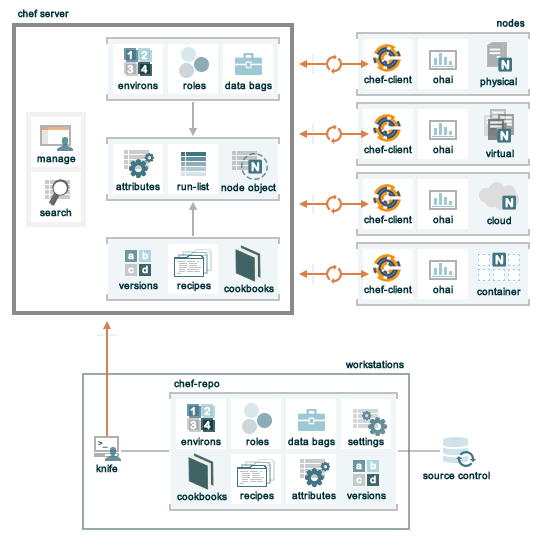 chef server
nodes
1 2
3 4
environs roles data bags
chef-client ohai N physical
manage
search
chef-client ohai N virtual
attributes run-list N node object
chef-client ohai N cloud
a b
c d
versions recipes cookbooks
chef-client ohai N container
workstations
chef-repo
1 2
3 4
environs roles data bags settings
>_
knife
source control
a b
c d
cookbooks recipes attributes versions